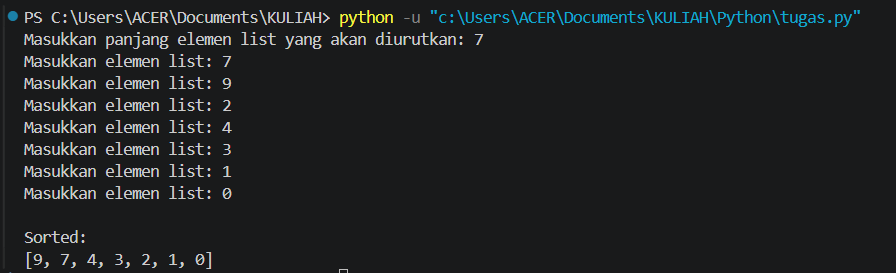 PS C:\Users\ACER\Documents\KULIAH> python -u "c:\Users\ACER\Documents\KULIAH\Python\tugas.py"
Masukkan panjang elemen list yang akan diurutkan: 7
Masukkan elemen list: 7
Masukkan elemen list: 9
Masukkan elemen list: 2
Masukkan elemen list: 4
Masukkan elemen list: 3
Masukkan elemen list: 1
Masukkan elemen list: 0
Sorted:
[9, 7, 4, 3, 2, 1, 0]